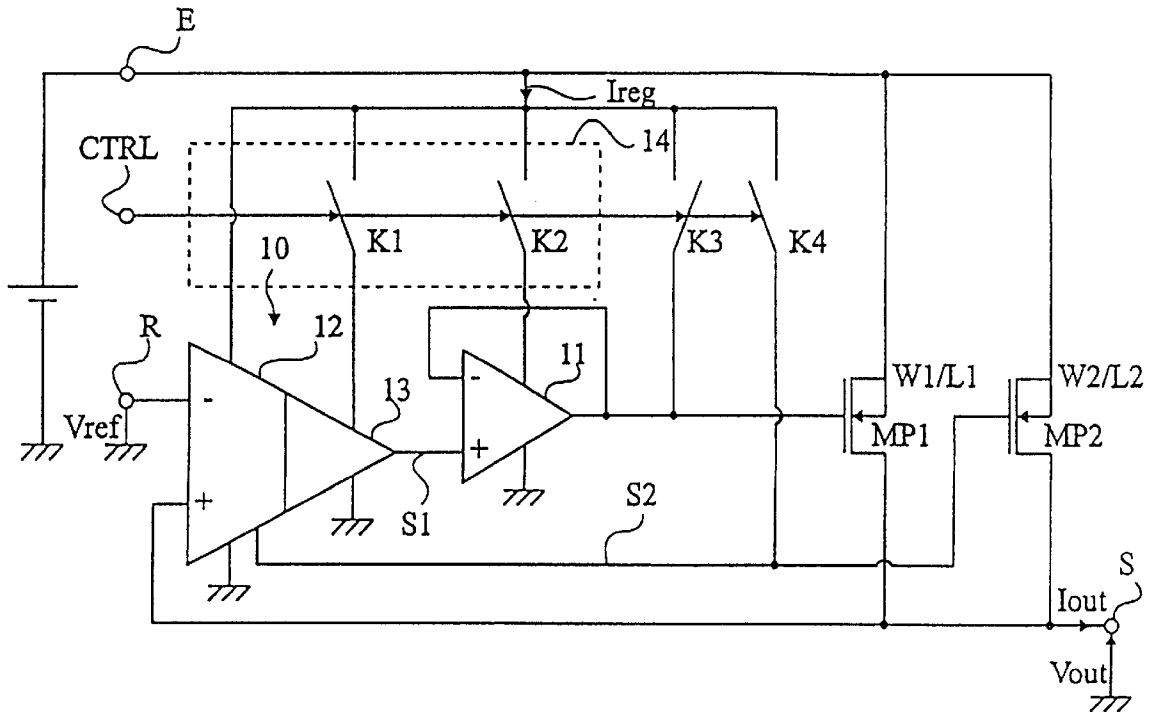 E
Ireg
14
CTRL
K1
K2
K3
K4
10
R
12
11
-
W1/L1
W2/L2
-
13
Vref
MP1
MP2
+
+
S1
S2
S
Iout
Vout